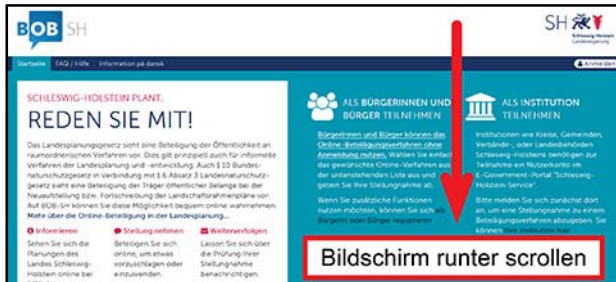 BOB SH
SH
Schleswig-Holstein
Landesregierung
Startseite FAQ / Hilfe Information på dansk
Anmelden
SCHLESWIG-HOLSTEIN PLANT.
REDEN SIE MIT!
Das Landesplanungsgesetz sieht eine Beteiligung der Öffentlichkeit an
raumordnerischen Verfahren vor. Dies gilt prinzipiell auch für informelle
Verfahren der Landesplanung und -entwicklung. Auch § 10 Bundes-
naturschutzgesetz in Verbindung mit § 6 Absatz 3 Landesnaturschutz-
gesetz sieht eine Beteiligung der Träger öffentlicher Belange bei der
Neuaufstellung bzw. Fortschreibung der Landschaftsrahmenpläne vor.
Auf BOB-SH können Sie diese Möglichkeit bequem online wahrnehmen.
Mehr über die Online-Beteiligung in der Landesplanung...
Informieren
Sehen Sie sich die
Planungen des
Landes Schleswig-
Holstein online bei
Stellung nehmen
Beteiligen Sie sich
online, um etwas
vorzuschlagen oder
einzuwenden.
Weiterverfolgen
Lassen Sie sich über
die Prüfung Ihrer
Stellungnahme
benachrichtigen.
ALS BÜRGERINNEN UND
BÜRGER TEILNEHMEN
Bürgerinnen und Bürger können das
Online-Beteiligungsverfahren ohne
Anmeldung nutzen. Wählen Sie einfach
das gewünschte Online-Verfahren aus
der untenstehenden Liste aus und
geben Sie Ihre Stellungnahme ab.
Wenn Sie zusätzliche Funktionen
nutzen möchten, können Sie sich als
Bürgerin oder Bürger registrieren
ALS INSTITUTION
TEILNEHMEN
Institutionen wie Kreise, Gemeinden,
Verbände-, oder Landesbehörden
Schleswig-Holsteins benötigen zur
Teilnahme ein Nutzerkonto im
E-Government-Portal "Schleswig-
Holstein-Service".
Bitte melden Sie sich zunächst dort
an, um eine Stellungnahme zu einem
Beteiligungsverfahren abzugeben. Sie
können Ihre Institution hier
Bildschirm runter scrollen